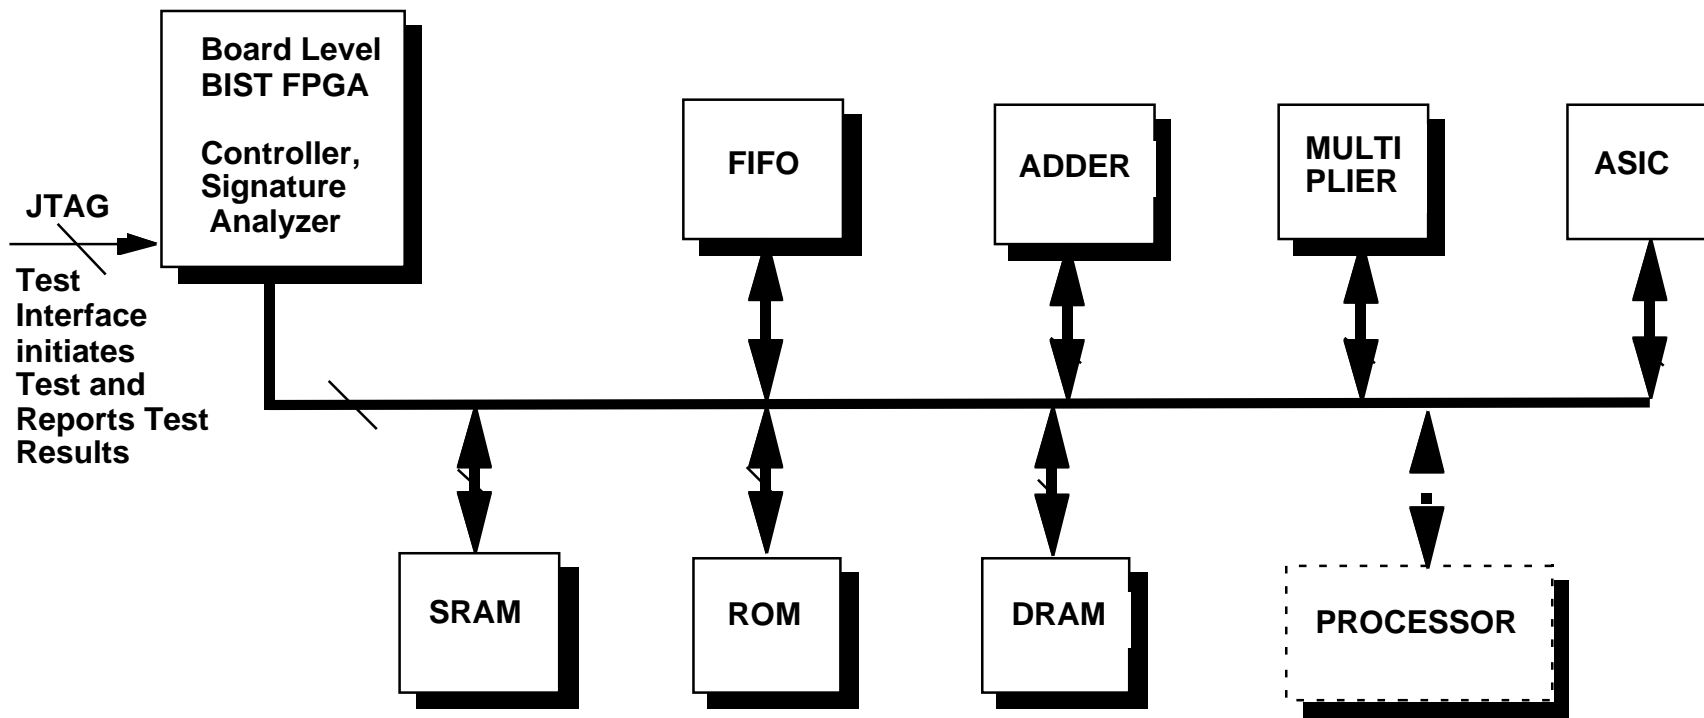 Board Level
BIST FPGA
Controller,
Signature
Analyzer
JTAG
Test
Interface
initiates
Test and
Reports Test
Results
FIFO
ADDER
MULTI
PLIER
ASIC
SRAM
ROM
DRAM
PROCESSOR